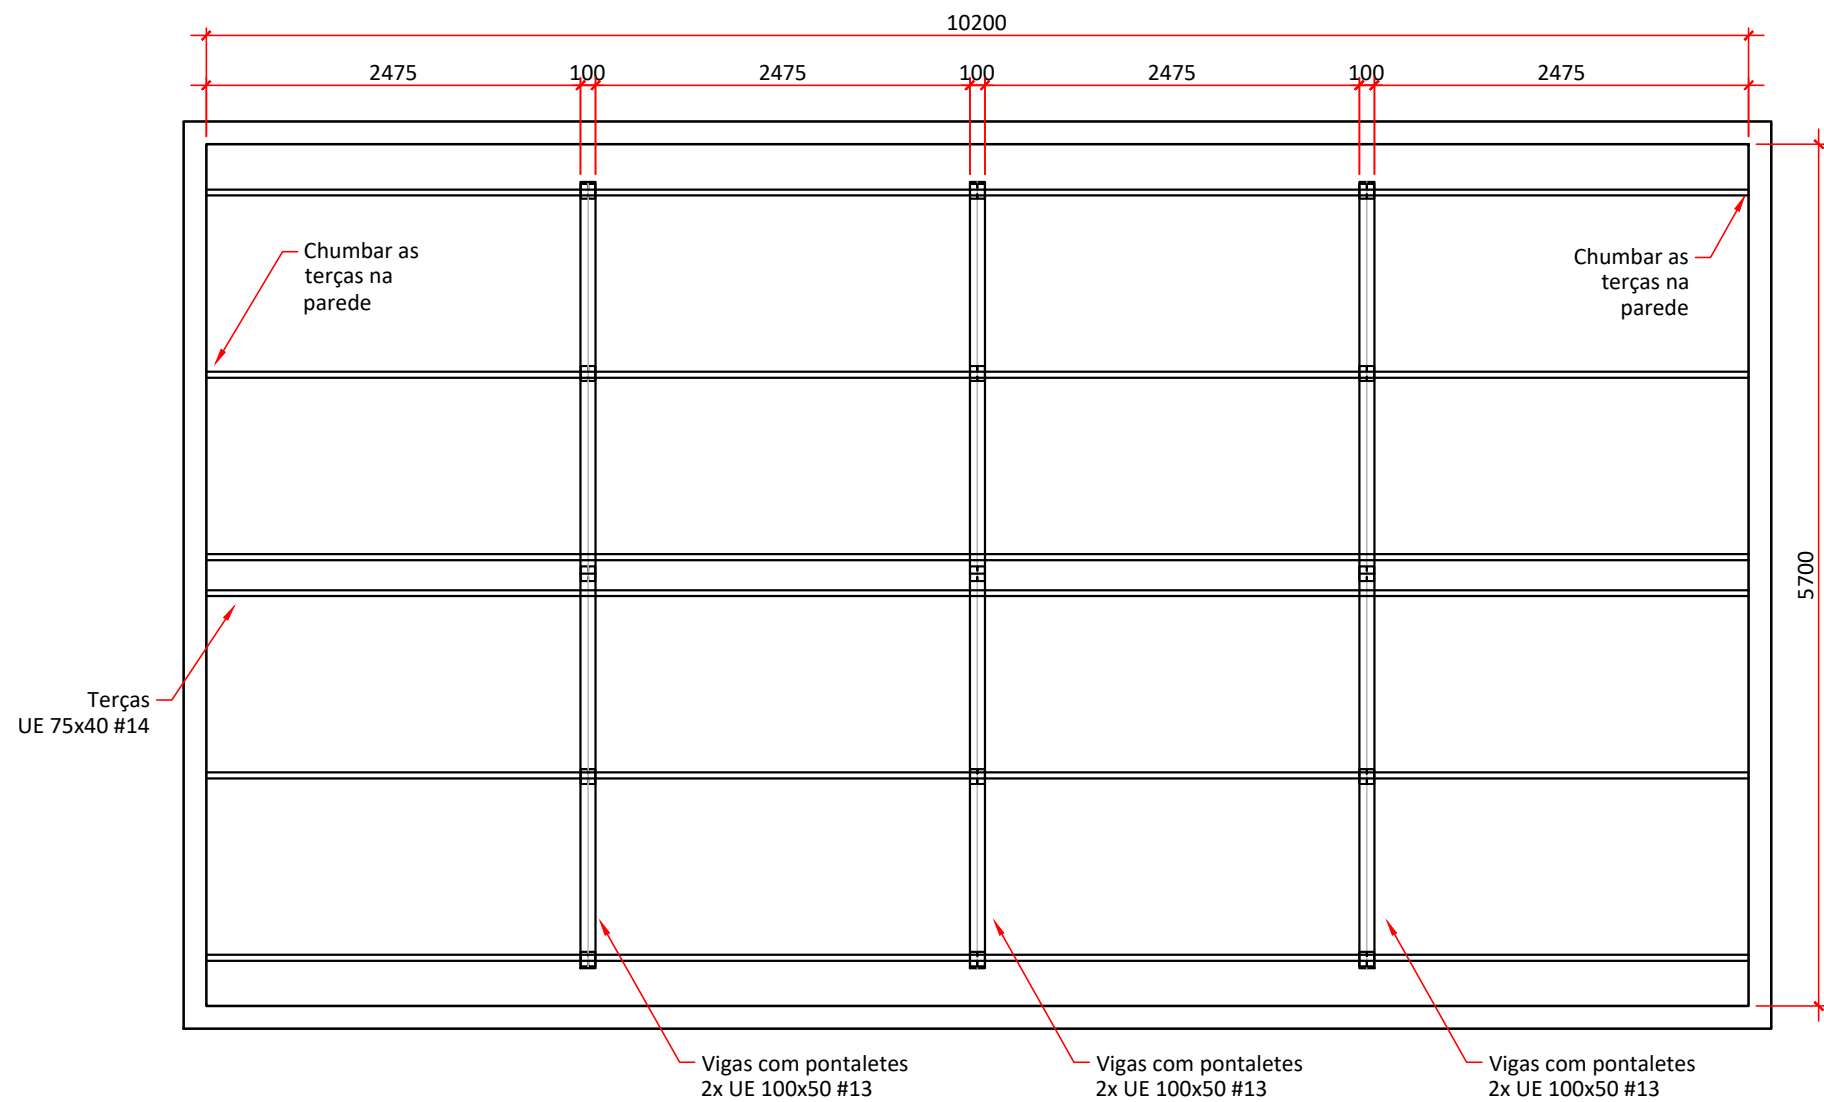 10200
2475
100
2475
100
2475
100
2475
Chumbar as
terças na
parede
Chumbar as
terças na
parede
5700
Terças
UE 75x40 #14
Vigas com pontaletes
2x UE 100x50 #13
Vigas com pontaletes
2x UE 100x50 #13
Vigas com pontaletes
2x UE 100x50 #13